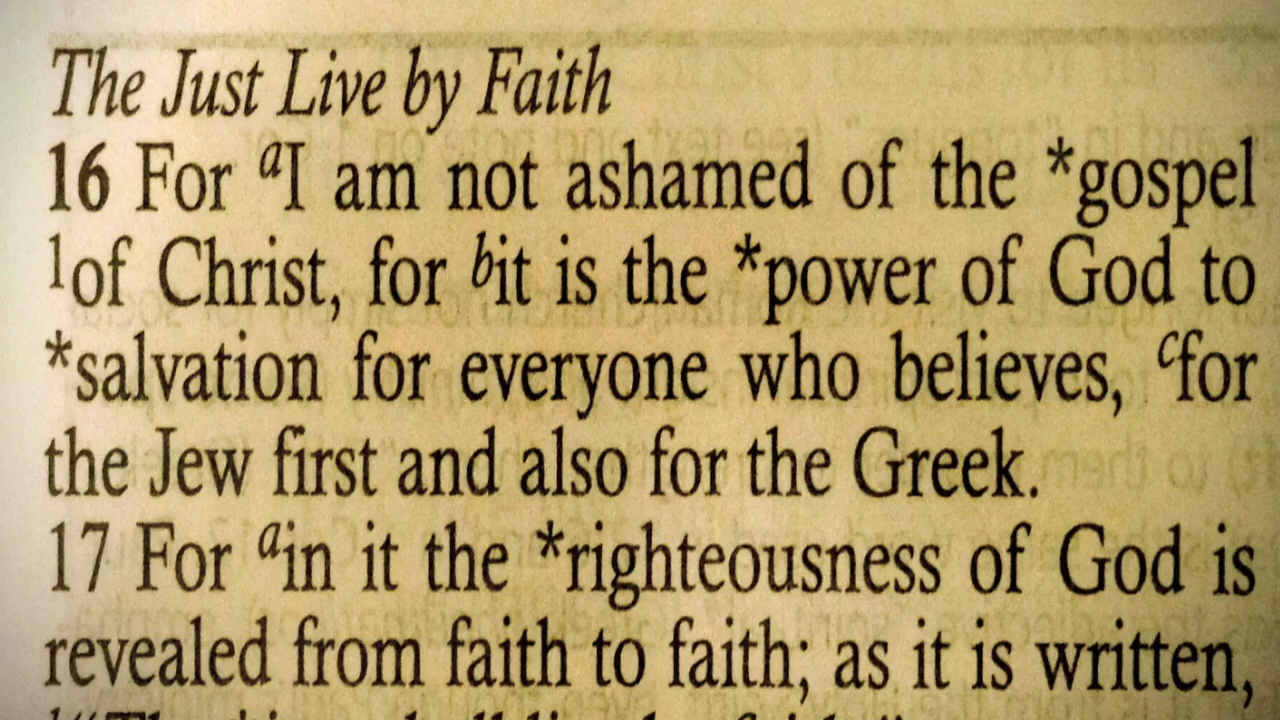 The Just Live by Faith
16 For aI am not ashamed of the *gospel
1of Christ, for bit is the *power of God to
*salvation for everyone who believes, cfor
the Jew first and also for the Greek.
17 For ain it the *righteousness of God is
revealed from faith to faith; as it is written,